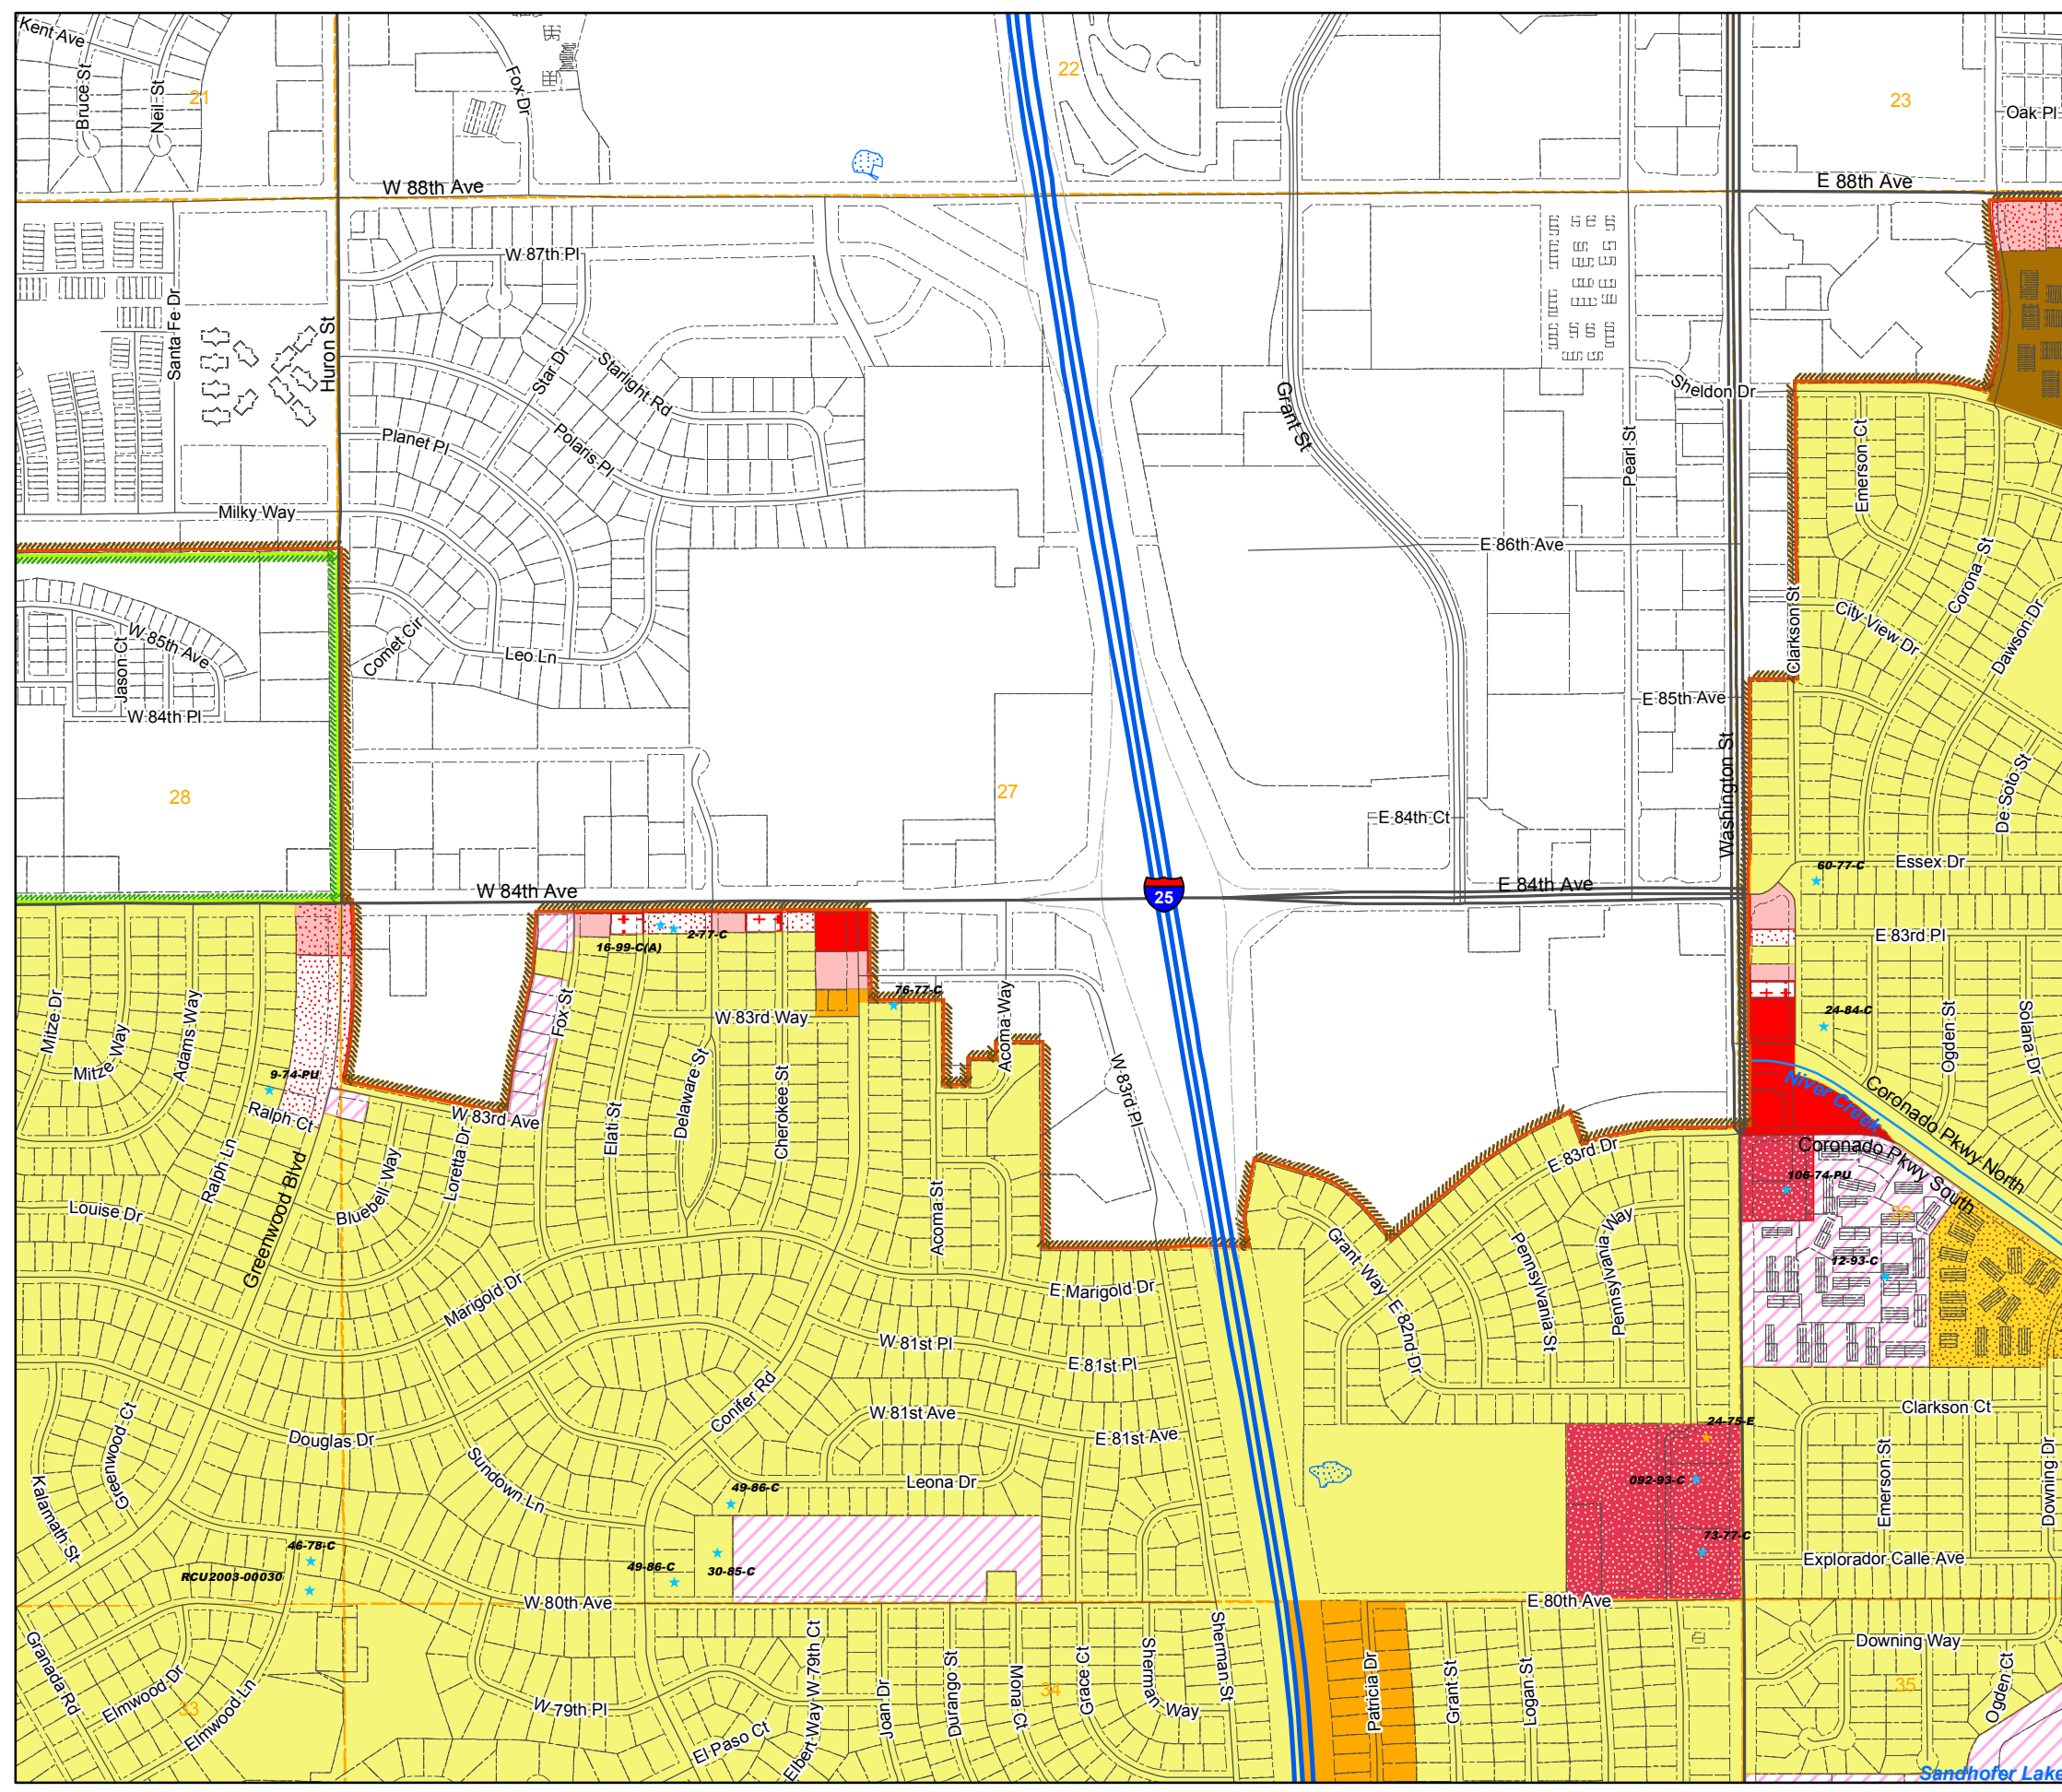 Kent Ave
Bruce St
Neil St
21
Fox Dr
22
23
Oak Pl
W 88th Ave
E 88th Ave
W 87th Pl
Santa Fe Dr
Huron St
Star Dr
Starlight Rd
Planet Pl
Polaris Pl
Grant St
Sheldon Dr
Pearl St
Emerson Ct
Milky Way
E 86th Ave
Corona St
Clarkson St
City View Dr
Dawson Dr
W 85th Ave
Jason Ct
Comet Cir
Leo Ln
W 84th Pl
E 85th Ave
Washington St
De Soto St
28
27
E 84th Ct
60-77-C
Essex Dr
W 84th Ave
25
E 84th Ave
16-99-C(A)
2-77-C
E 83rd Pl
76-77-C
24-84-C
Mitze Dr
Mitze Way
Adams Way
Fox St
W 83rd Way
Acoma Way
Ogden St
Solana Dr
9-74-PU
Ralph Ct
W 83rd Ave
Elati St
Delaware St
Cherokee St
W 83rd Pl
Niver Creek
Coronado Pkwy North
Coronado Pkwy South
E 83rd Dr
106-74-PU
26
12-93-C
Ralph Ln
Louise Dr
Greenwood Blvd
Bluebell Way
Loretta Dr
Acoma St
Grant Way
Pennsylvania St
Pennsylvania Way
Marigold Dr
E Marigold Dr
E 82nd Dr
W 81st Pl
E 81st Pl
Conifer Rd
W 81st Ave
E 81st Ave
Clarkson Ct
24-75-E
Greenwood Ct
Kalamath St
Douglas Dr
Sundown Ln
Leona Dr
49-86-C
092-93-C
Emerson St
Downing Dr
73-77-C
46-78-C
RCU2003-00030
49-86-C
30-85-C
Explorador Calle Ave
W 80th Ave
E 80th Ave
Granada Rd
Elmwood Dr
Elmwood Ln
33
W 79th Pl
El Paso Ct
Elbert Way
W 79th Ct
Joan Dr
Durango St
Mona Ct
34
Grace Ct
Sherman Way
Sherman St
Patricia Dr
Grant St
Logan St
Downing Way
35
Ogden Ct
Sandhofer Lake